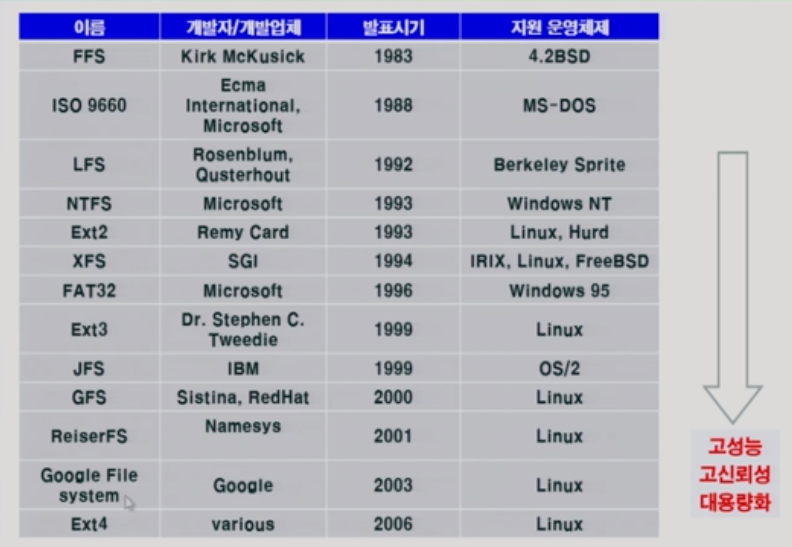 이름 개발자/개발업체 발표시기 지원 운영체제
FFS Kirk McKusick 1983 4.2BSD
Ecma
ISO 9660 International, 1988 MS-DOS
Microsoft
LFS Rosenblum, 1992 Berkeley Sprite
Qusterhout
NTFS Microsoft 1993 Windows NT
Ext2 Remy Card 1993 Linux, Hurd
XFS SGI 1994 IRIX, Linux, FreeBSD
FAT32 Microsoft 1996 Windows 95
Ext3 Dr. Stephen C. 1999 Linux
Tweedie
JFS IBM 1999 OS/2
GFS Sistina, RedHat 2000 Linux
ReiserFS Namesys 2001 Linux
Google File
system Google 2003 Linux
Ext4 various 2006 Linux
고성능
고신뢰성
대용량화